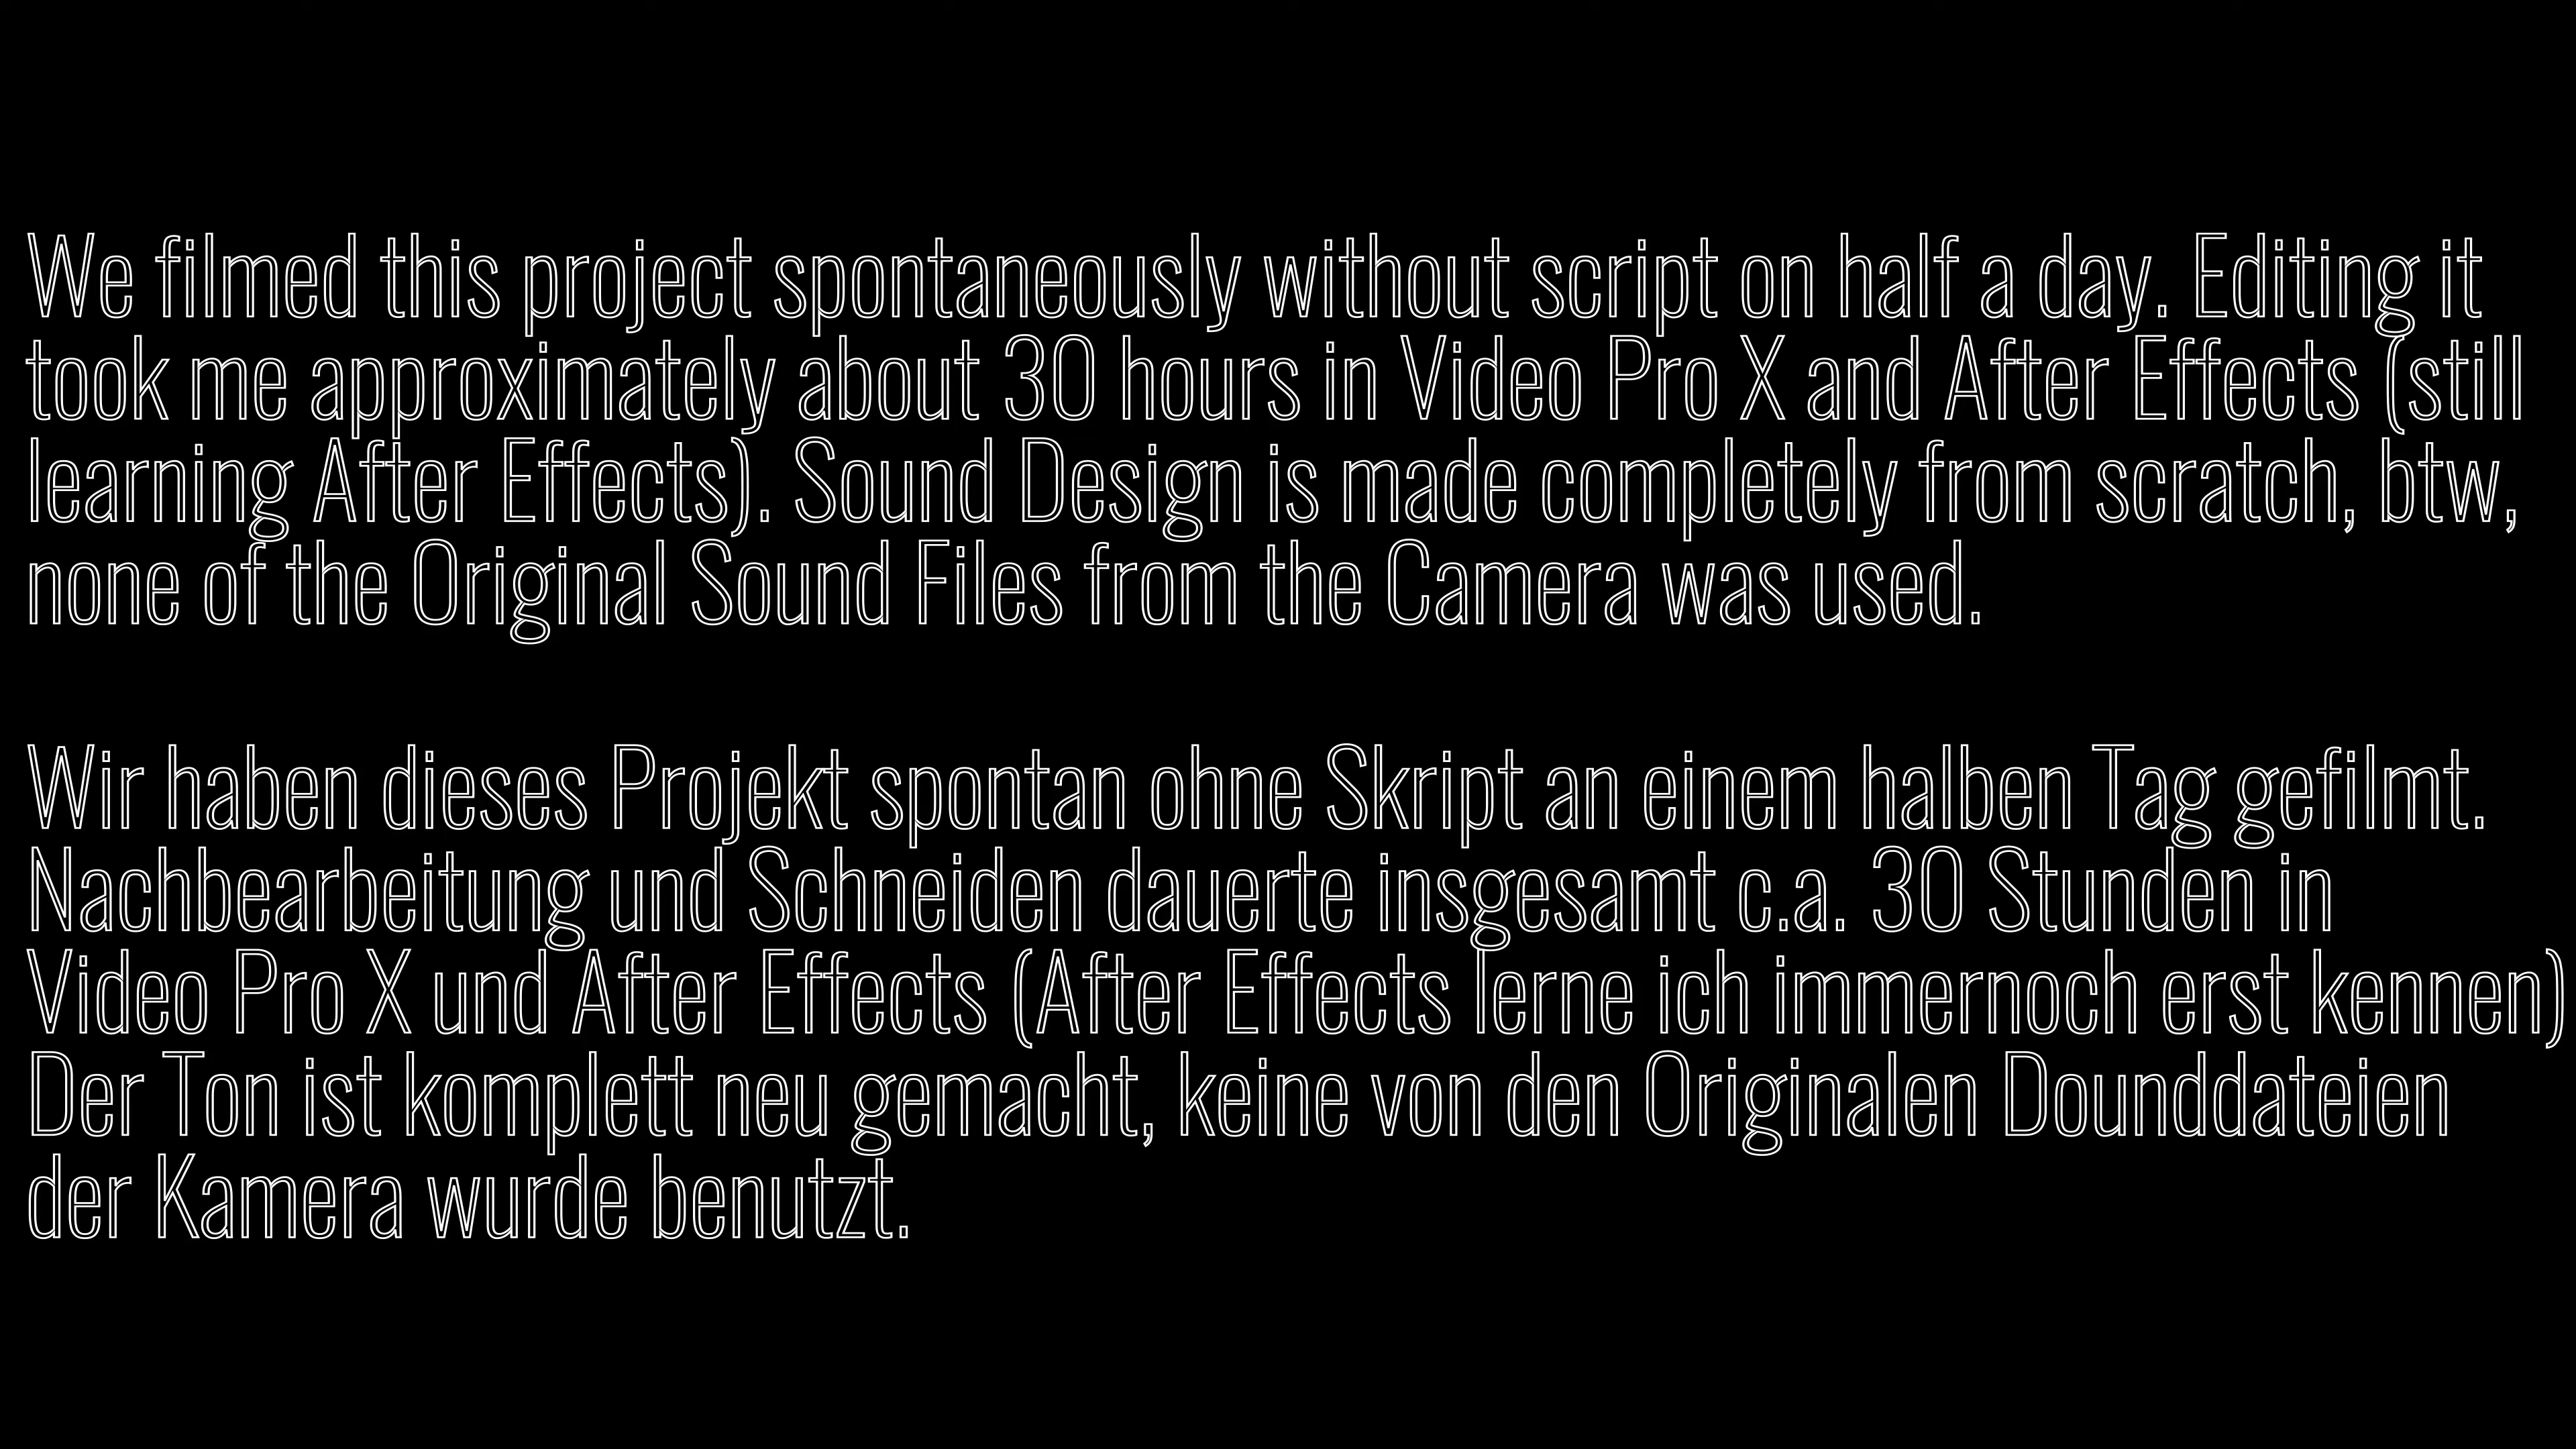 We filmed this project spontaneously without script on half a day. Editing it
took me approximately about 30 hours in Video Pro X and After Effects (still
learning After Effects). Sound Design is made completely from scratch, btw,
none of the Original Sound Files from the Camera was used.
Wir haben dieses Projekt spontan ohne Skript an einem halben Tag gefilmt.
Nachbearbeitung und Schneiden dauerte insgesamt c.a. 30 Stunden in
Video Pro X und After Effects (After Effects lerne ich immernoch erst kennen)
Der Ton ist komplett neu gemacht, keine von den Originalen Dounddateien
der Kamera wurde benutzt.